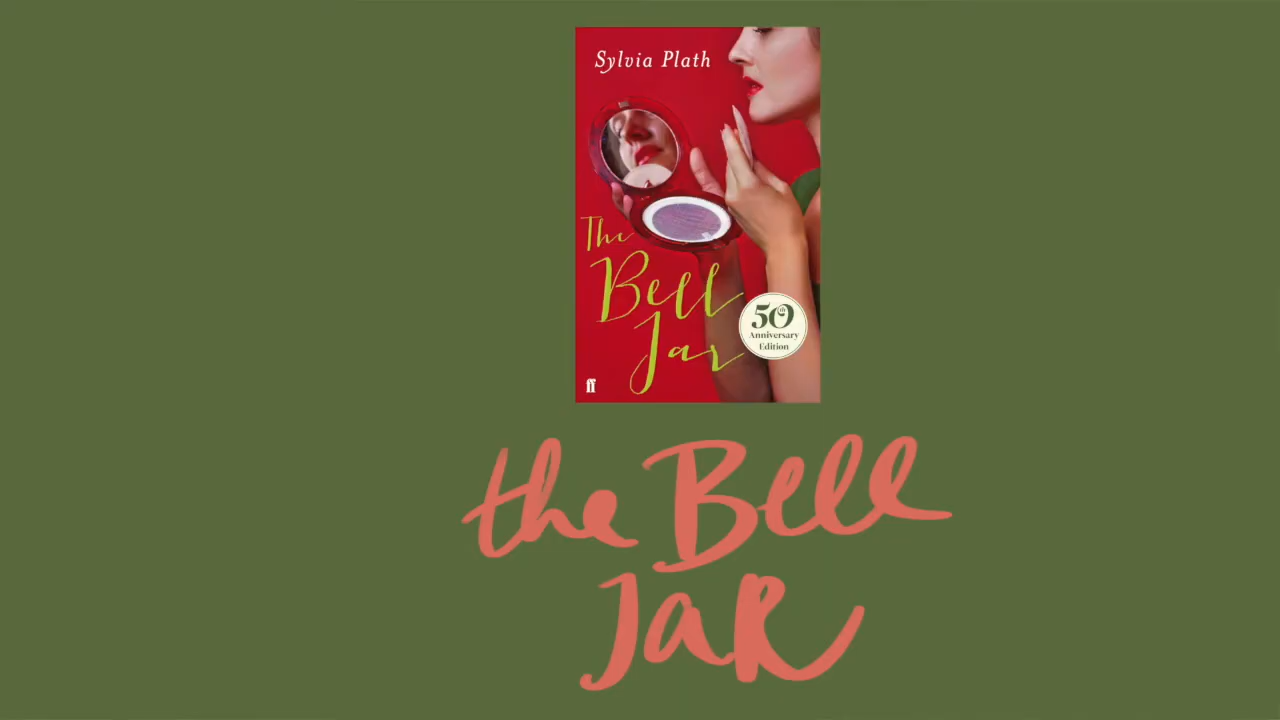 Sylvia Plath
The
Bell
Jar
50th
Anniversary
Edition
ff
the Bell
JaR